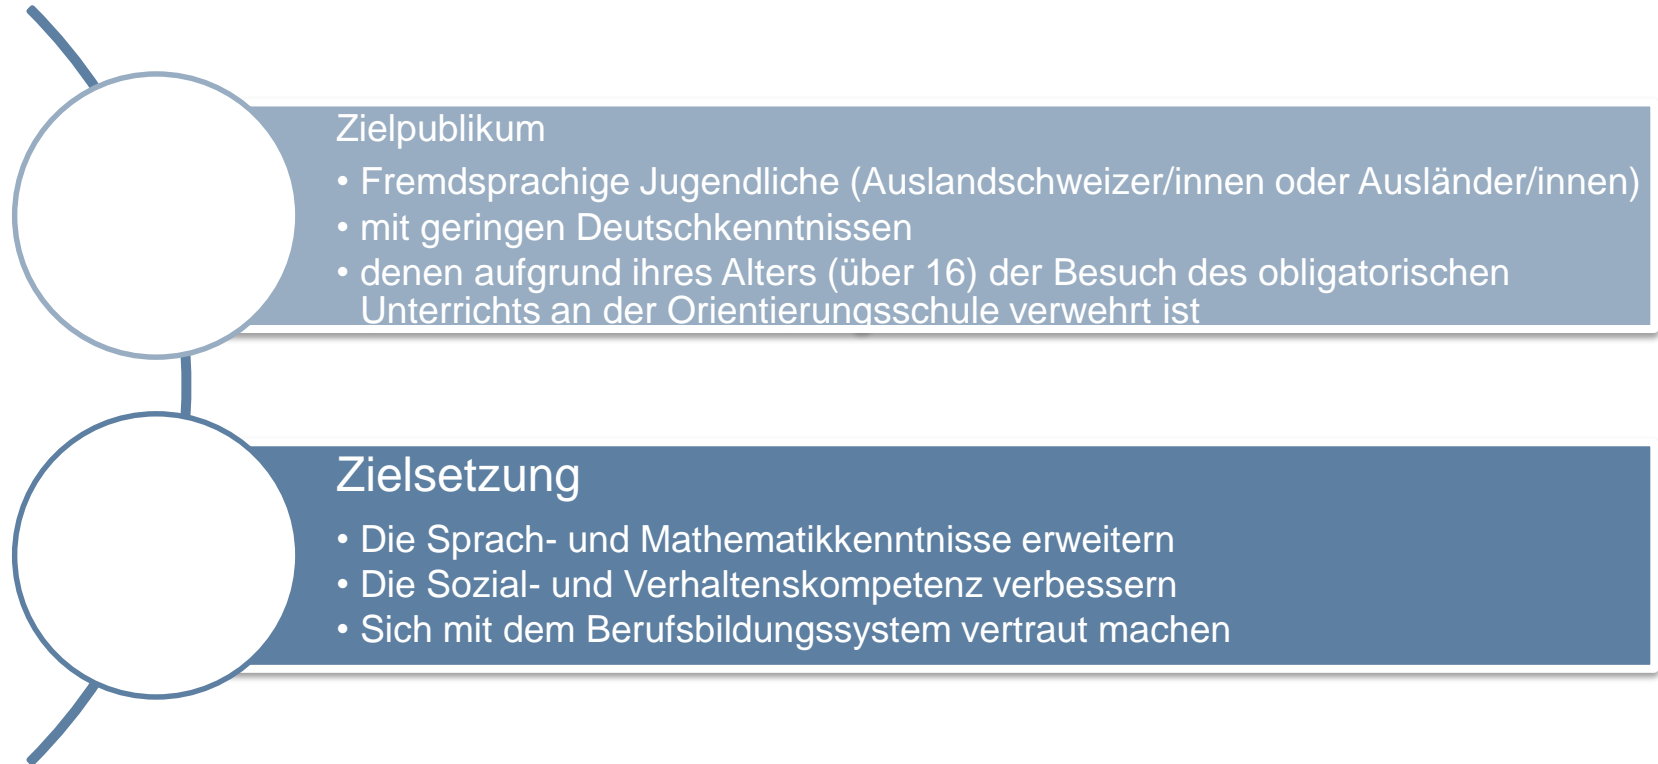 Zielpublikum
• Fremdsprachige Jugendliche (Auslandschweizer/innen oder Ausländer/innen)
• mit geringen Deutschkenntnissen
• denen aufgrund ihres Alters (über 16) der Besuch des obligatorischen
Unterrichts an der Orientierungsschule verwehrt ist
Zielsetzung
• Die Sprach- und Mathematikkenntnisse erweitern
• Die Sozial- und Verhaltenskompetenz verbessern
• Sich mit dem Berufsbildungssystem vertraut machen